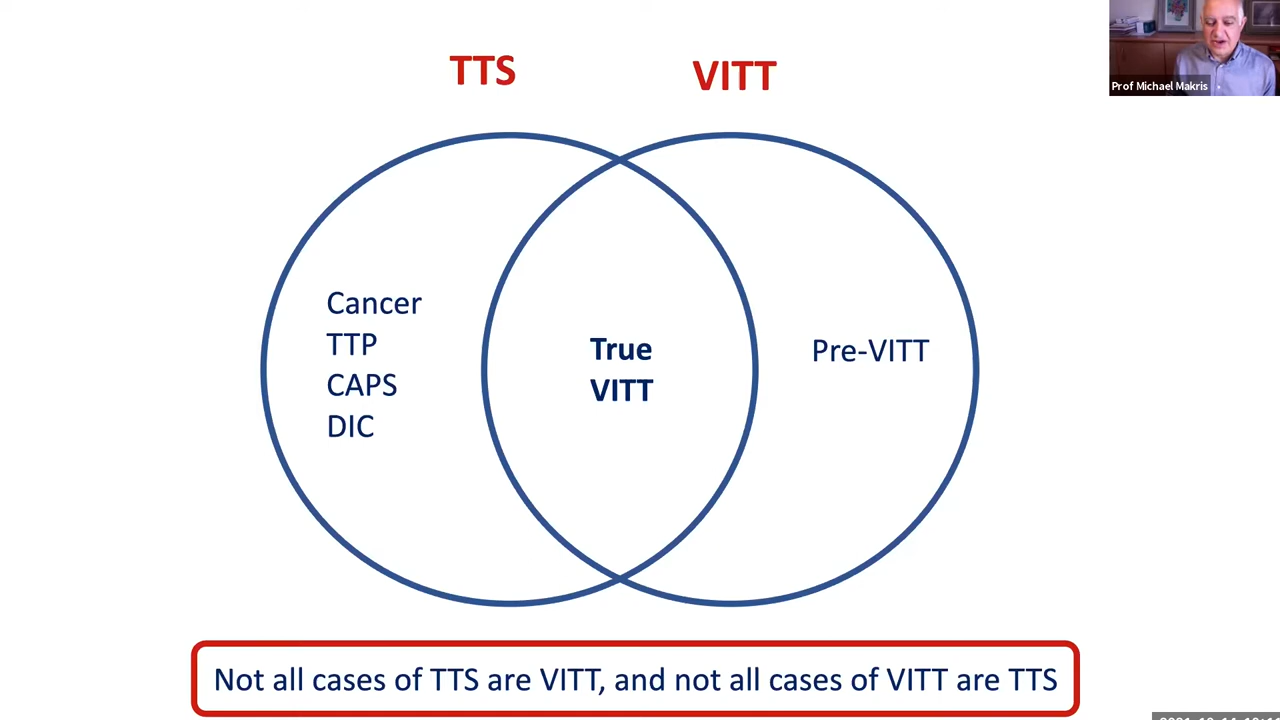 TTS
VITT
Prof Michael Makris
Cancer
TTP
CAPS
DIC
True
VITT
Pre-VITT
Not all cases of TTS are VITT, and not all cases of VITT are TTS